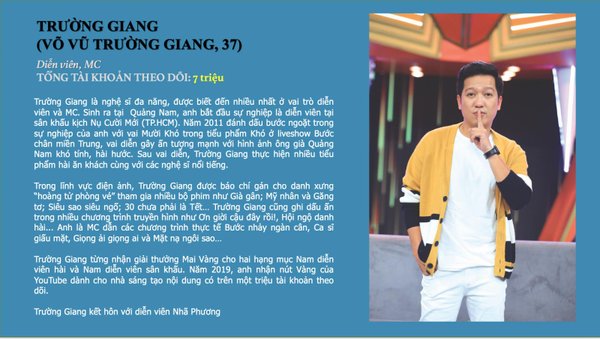 TRƯỜNG GIANG
(VÕ VŨ TRƯỜNG GIANG, 37)
Diễn viên, MC
TỔNG TÀI KHOẢN THEO DÕI: 7 triệu
Trường Giang là nghệ sĩ đa năng, được biết đến nhiều nhất ở vai trò diễn
viên và MC. Sinh ra tại Quảng Nam, anh bắt đầu sự nghiệp là diễn viên tại
sân khấu kịch Nụ Cười Mới (TP.HCM). Năm 2011 đánh dấu bước ngoặt trong
sự nghiệp của anh với vai Mười Khó trong tiểu phẩm Khó ở liveshow Bước
chân miền Trung, vai diễn gây ấn tượng mạnh với hình ảnh ông già Quảng
Nam khó tính, hài hước. Sau vai diễn, Trường Giang thực hiện nhiều tiểu
phẩm hài ăn khách cùng với các nghệ sĩ nổi tiếng.
Trong lĩnh vực điện ảnh, Trường Giang được báo chí gán cho danh xưng
"hoàng tử phòng vé" tham gia nhiều bộ phim như Già gân; Mỹ nhân và Găng
tơ; Siêu sao siêu ngố; 30 chưa phải là Tết... Trường Giang cũng ghi dấu ấn
trong nhiều chương trình truyền hình như Ơn giời cậu đây rồi!, Hội ngộ danh
hài... Anh là MC dẫn các chương trình thực tế Bước nhảy ngàn cân, Ca sĩ
giấu mặt, Giọng ải giọng ai và Mặt nạ ngôi sao...
Trường Giang từng nhận giải thưởng Mai Vàng cho hai hạng mục Nam diễn
viên hài và Nam diễn viên sân khấu. Năm 2019, anh nhận nút Vàng của
YouTube dành cho nhà sáng tạo nội dung có trên một triệu tài khoản theo
dõi.
Trường Giang kết hôn với diễn viên Nhã Phương